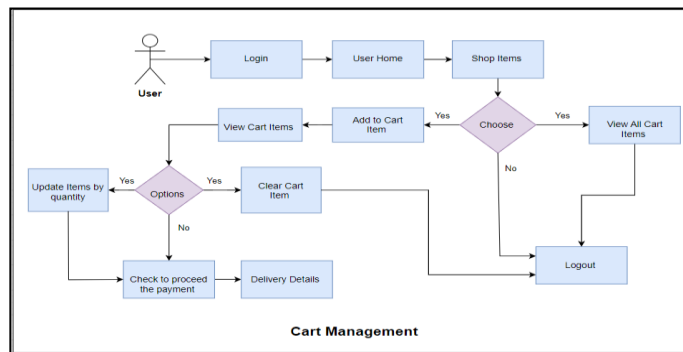 Login
User Home
Shop Items
User
View Cart Items
Add to Cart
Item
Yes
Choose
Yes
View All Cart
Items
No
Update Items by
quantity
Yes
Options
Yes
Clear Cart
Item
No
Check to proceed
the payment
Delivery Details
Logout
Cart Management